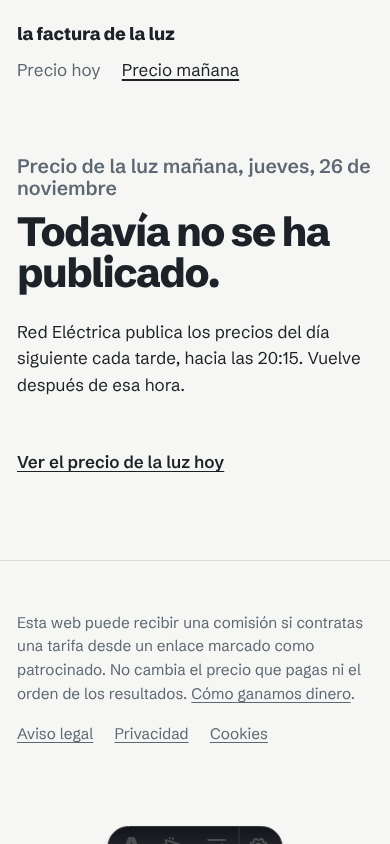 la factura de la luz
Precio hoy Precio mañana
Precio de la luz mañana, jueves, 26 de
noviembre
Todavía no se ha
publicado.
Red Eléctrica publica los precios del día
siguiente cada tarde, hacia las 20:15. Vuelve
después de esa hora.
Ver el precio de la luz hoy
Esta web puede recibir una comisión si contratas
una tarifa desde un enlace marcado como
patrocinado. No cambia el precio que pagas ni el
orden de los resultados. Cómo ganamos dinero.
Aviso legal Privacidad Cookies